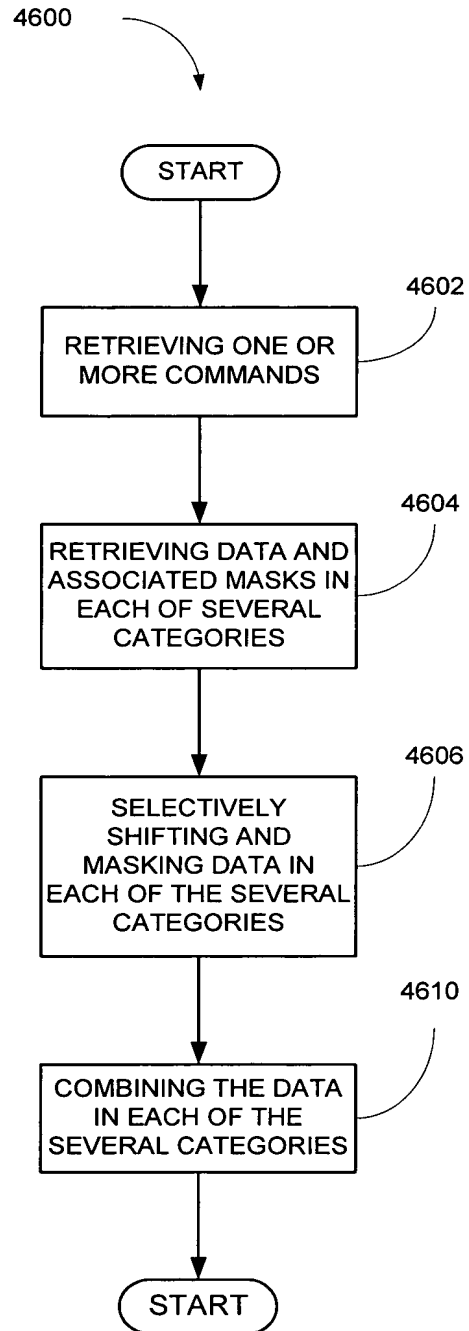 4600
START
4602
RETRIEVING ONE OR
MORE COMMANDS
4604
RETRIEVING DATA AND
ASSOCIATED MASKS IN
EACH OF SEVERAL
CATEGORIES
4606
SELECTIVELY
SHIFTING AND
MASKING DATA IN
EACH OF THE SEVERAL
CATEGORIES
4610
COMBINING THE DATA
IN EACH OF THE
SEVERAL CATEGORIES
START